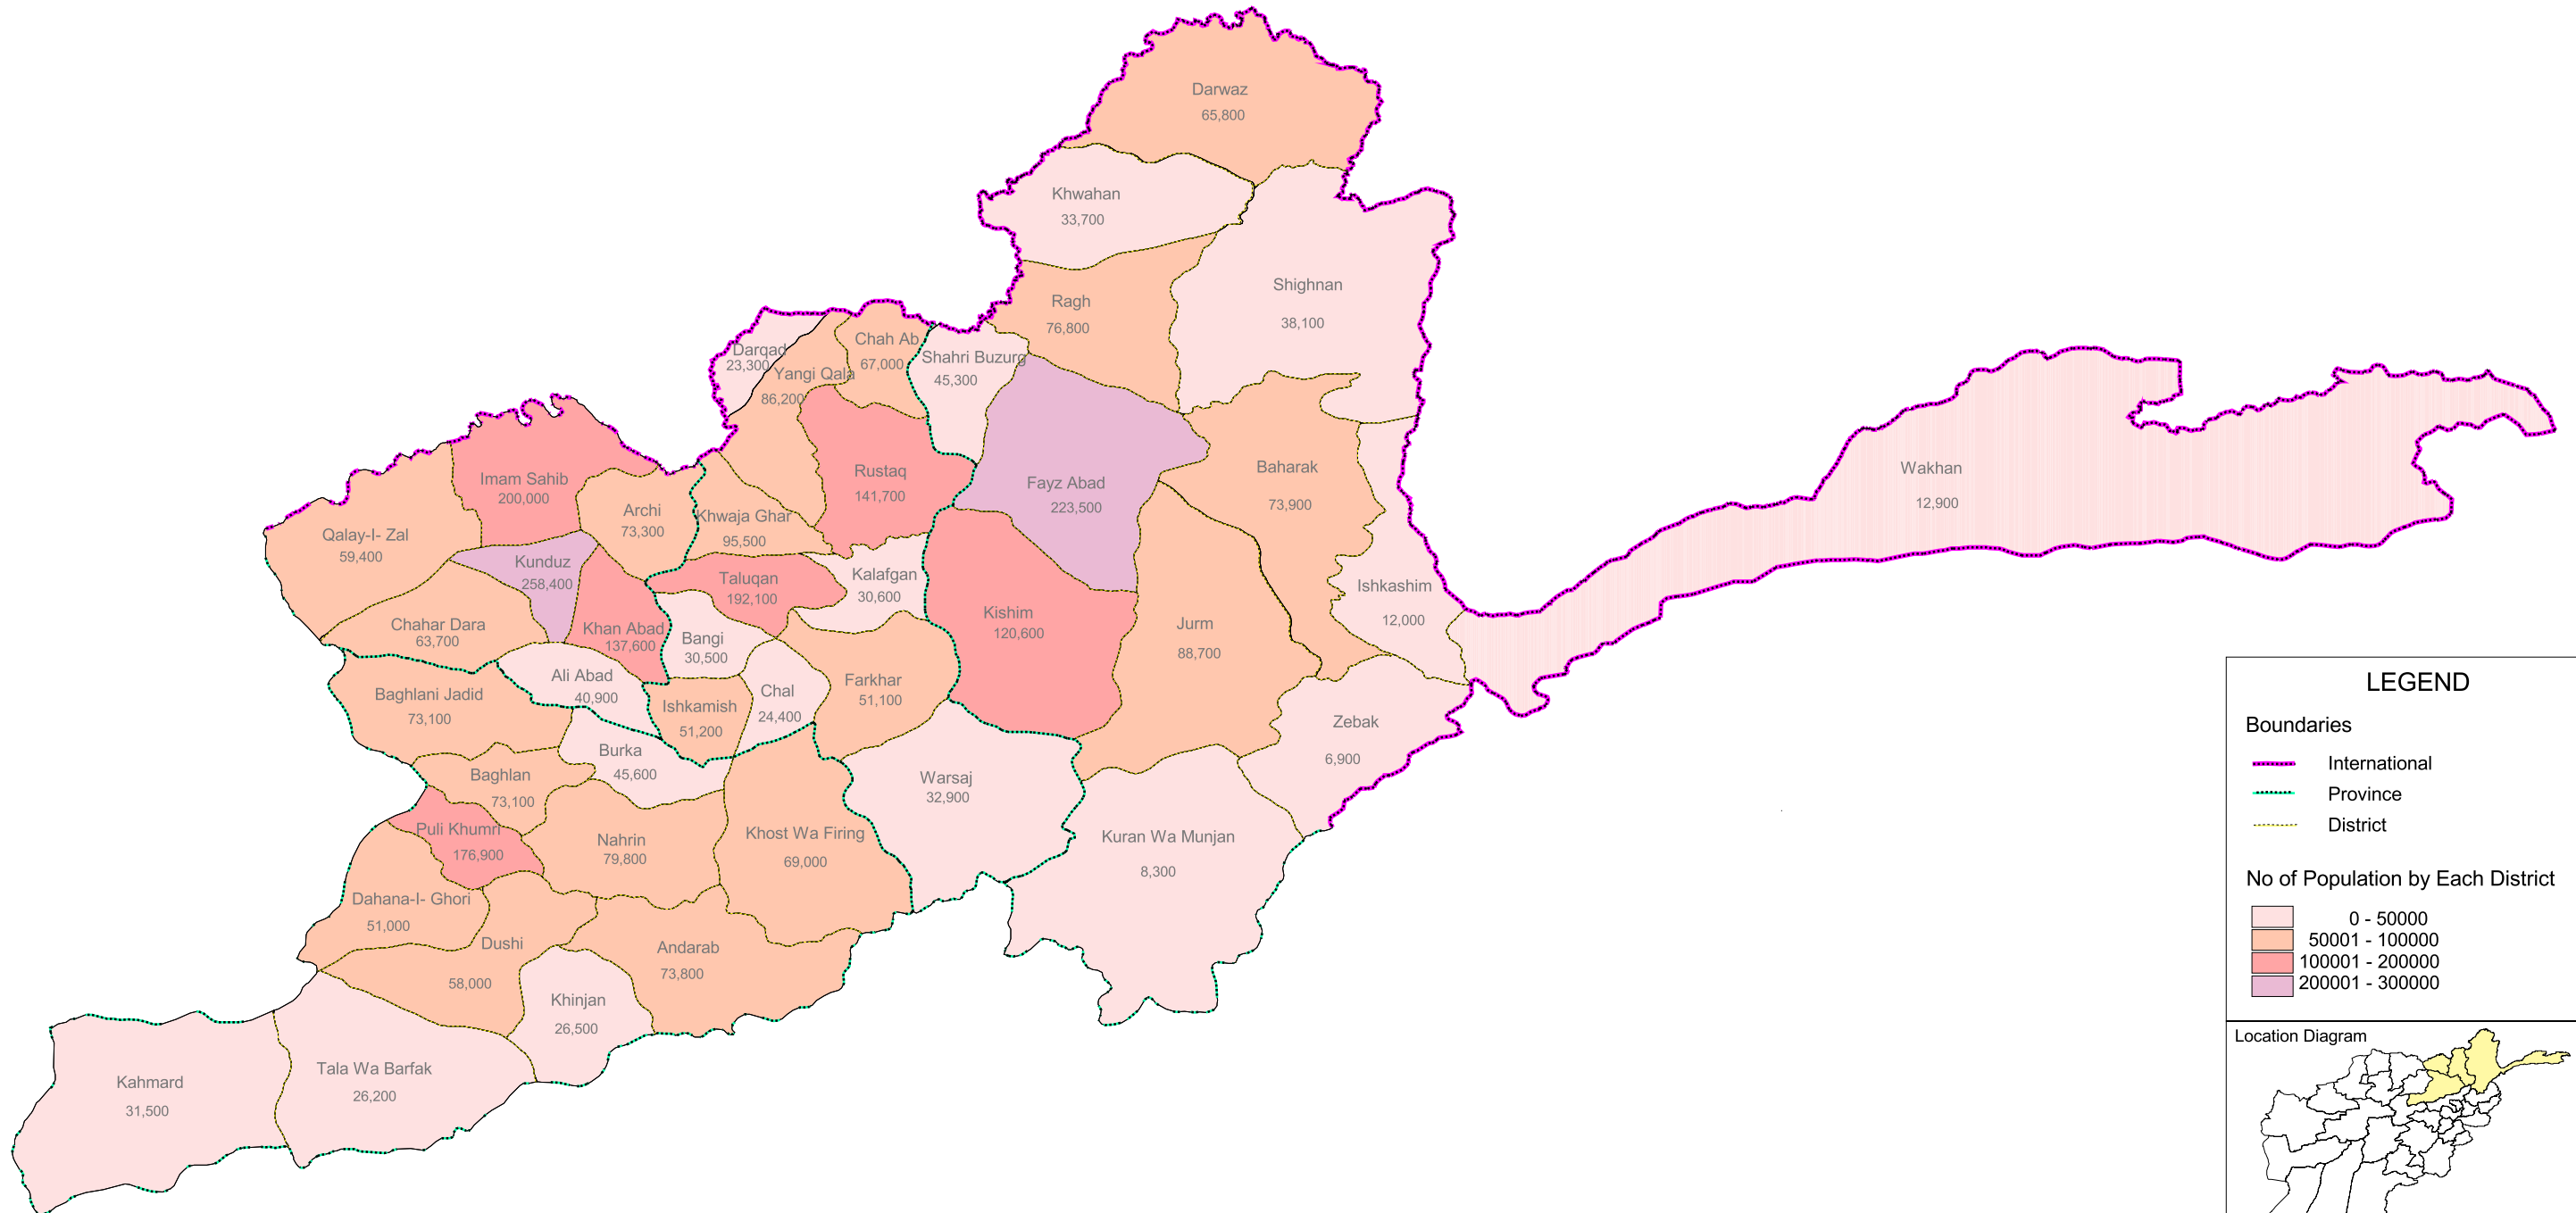 Darwaz
65,800
Khwahan
33,700
Shighnan
38,100
Ragh
76,800
Darqad
23,300
Chah Ab
67,000
Shahri Buzurg
45,300
Yangi Qala
86,200
Rustaq
141,700
Fayz Abad
223,500
Baharak
73,900
Wakhan
12,900
Imam Sahib
200,000
Archi
73,300
Khwaja Ghar
95,500
Qalay-I- Zal
59,400
Kunduz
258,400
Taluqan
192,100
Kalafgan
30,600
Ishkashim
12,000
Chahar Dara
63,700
Khan Abad
137,600
Bangi
30,500
Kishim
120,600
Jurm
88,700
Ali Abad
40,900
Baghlani Jadid
73,100
Ishkamish
51,200
Chal
24,400
Farkhar
51,100
Zebak
6,900
Burka
45,600
Baghlan
73,100
Warsaj
32,900
Puli Khumri
176,900
Nahrin
79,800
Khost Wa Firing
69,000
Kuran Wa Munjan
8,300
Dahana-I- Ghori
51,000
Dushi
58,000
Andarab
73,800
Khinjan
26,500
Tala Wa Barfak
26,200
Kahmard
31,500
LEGEND
Boundaries
International
Province
District
No of Population by Each District
0 - 50000
50001 - 100000
100001 - 200000
200001 - 300000
Location Diagram